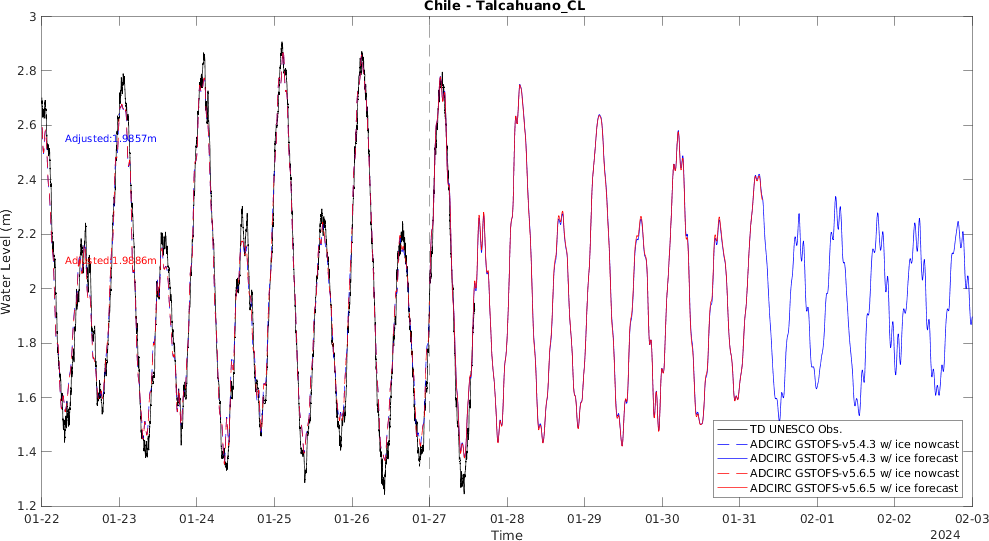 Chile - Talcahuano_CL
3
2.8
2.6
2.4
2.2
2
1.8
1.6
1.4
1.2
Water Level (m)
Adjusted:1.9857m
Adjusted:1.9886m
TD UNESCO Obs.
ADCIRC GSTOFS-v5.4.3 w/ ice nowcast
ADCIRC GSTOFS-v5.4.3 w/ ice forecast
ADCIRC GSTOFS-v5.6.5 w/ ice nowcast
ADCIRC GSTOFS-v5.6.5 w/ ice forecast
01-22 01-23 01-24 01-25 01-26 01-27 01-28 01-29 01-30 01-31 02-01 02-02 02-03
Time
2024